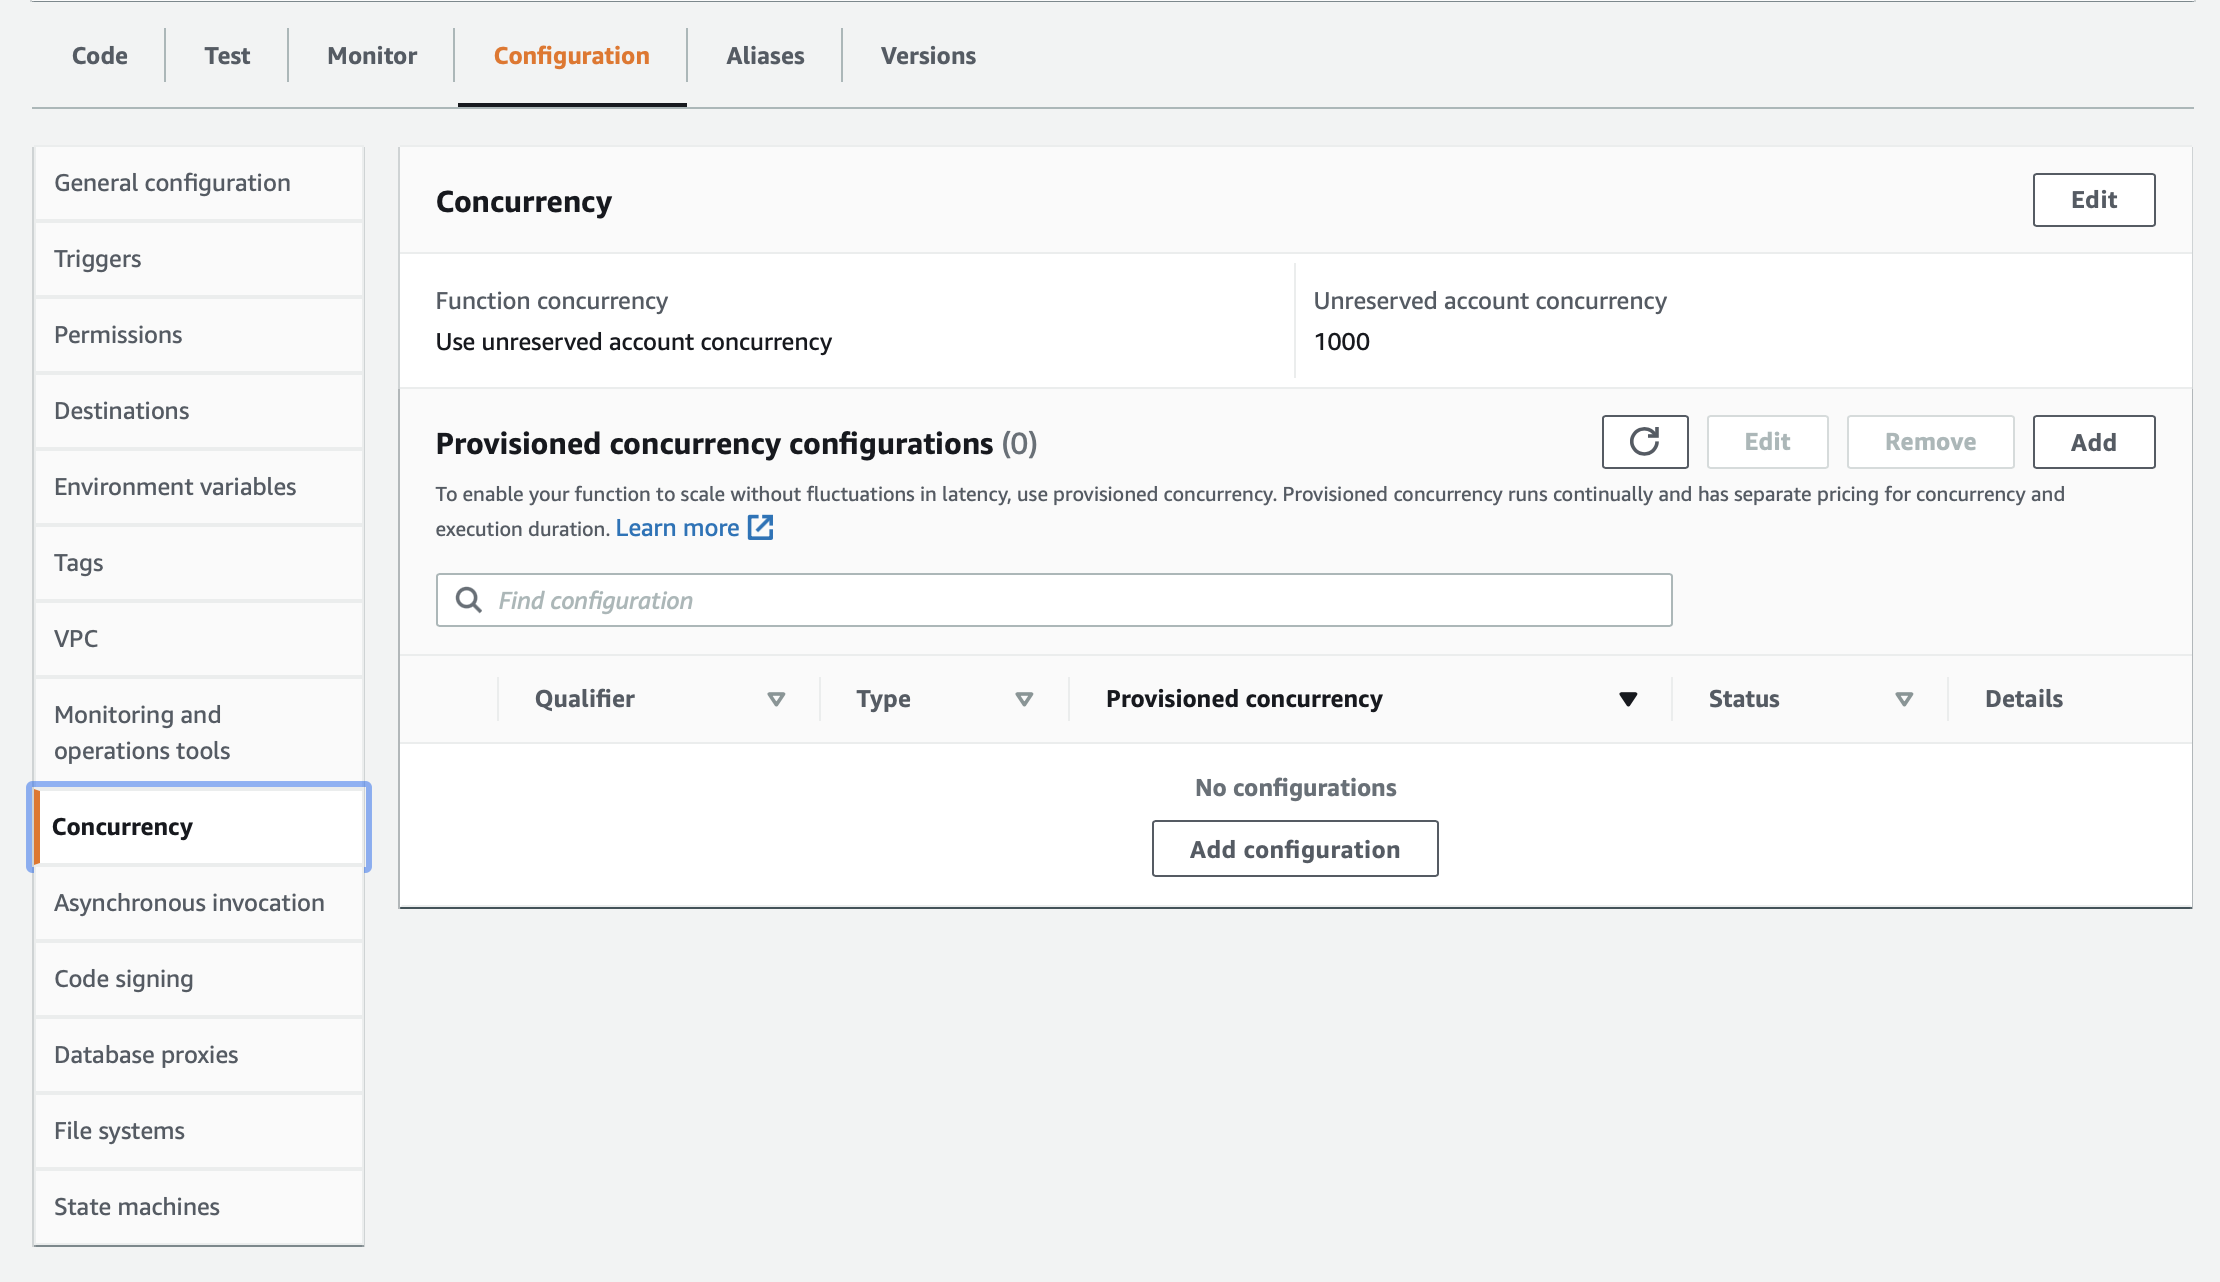 Code Test Monitor Configuration Aliases Versions
General configuration
Triggers
Permissions
Destinations
Environment variables
Tags
VPC
Monitoring and
operations tools
Concurrency
Asynchronous invocation
Code signing
Database proxies
File systems
State machines
Concurrency
Edit
Function concurrency
Use unreserved account concurrency
Unreserved account concurrency
1000
Provisioned concurrency configurations (0)
Edit Remove Add
To enable your function to scale without fluctuations in latency, use provisioned concurrency. Provisioned concurrency runs continually and has separate pricing for concurrency and
execution duration. Learn more
Find configuration
Qualifier Type Provisioned concurrency Status Details
No configurations
Add configuration